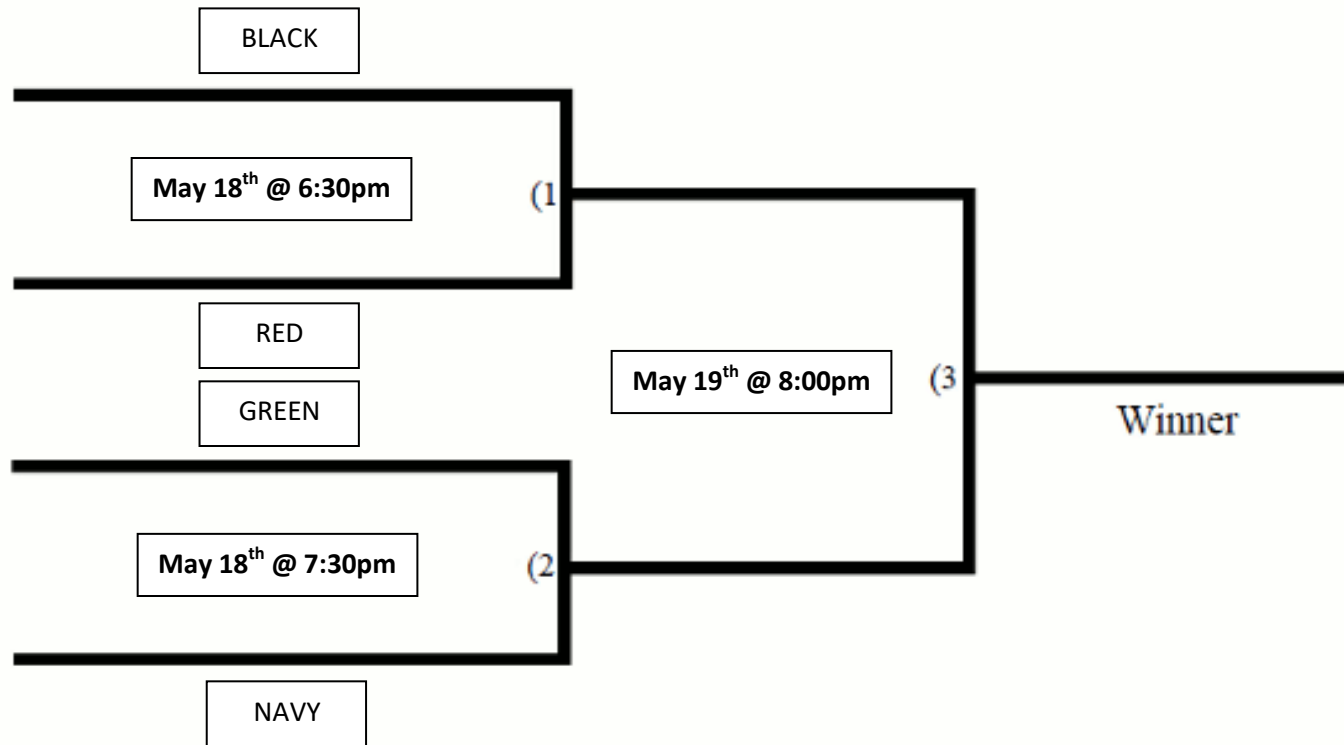 BLACK
May 18th @ 6:30pm
(1
RED
GREEN
May 19th @ 8:00pm
(3
Winner
May 18th @ 7:30pm
(2
NAVY